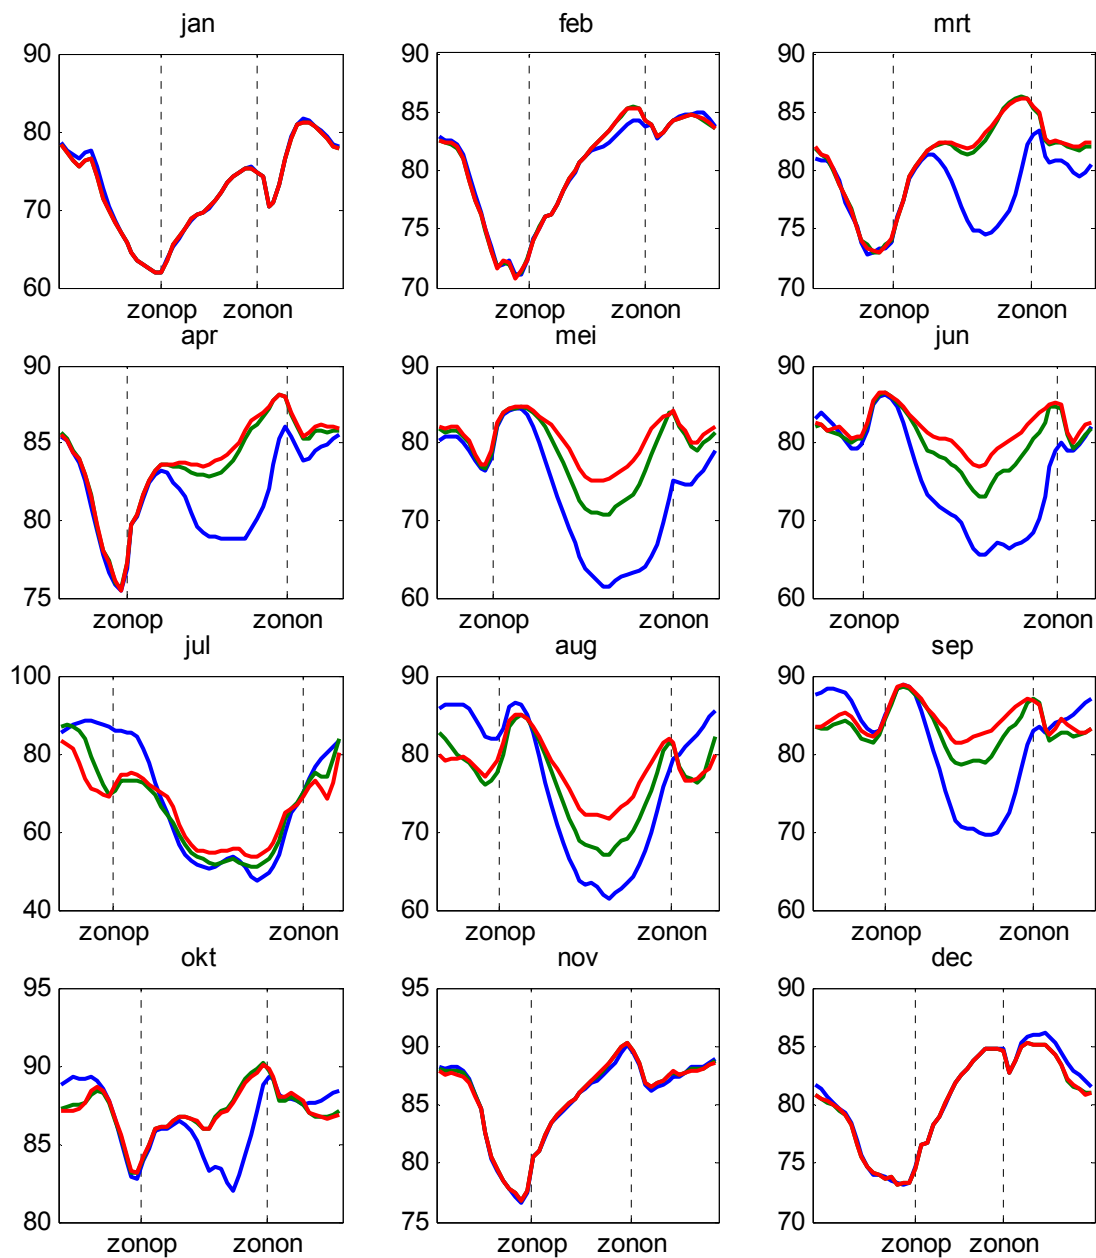 jan feb mrt
90 90 90
80 85 85
80 80
70 75 75
60 70 70
zonop zonon zonop zonon zonop zonon
apr mei jun
90 90 90
85 80 80
80 70 70
75 60 60
zonop zonon zonop zonon zonop zonon
jul aug sep
100 90 90
80 80 80
60 70 70
40 60 60
zonop zonon zonop zonon zonop zonon
okt nov dec
95 95 90
90 90 85
85 85 80
80 75
80 75 70
zonop zonon zonop zonon zonop zonon